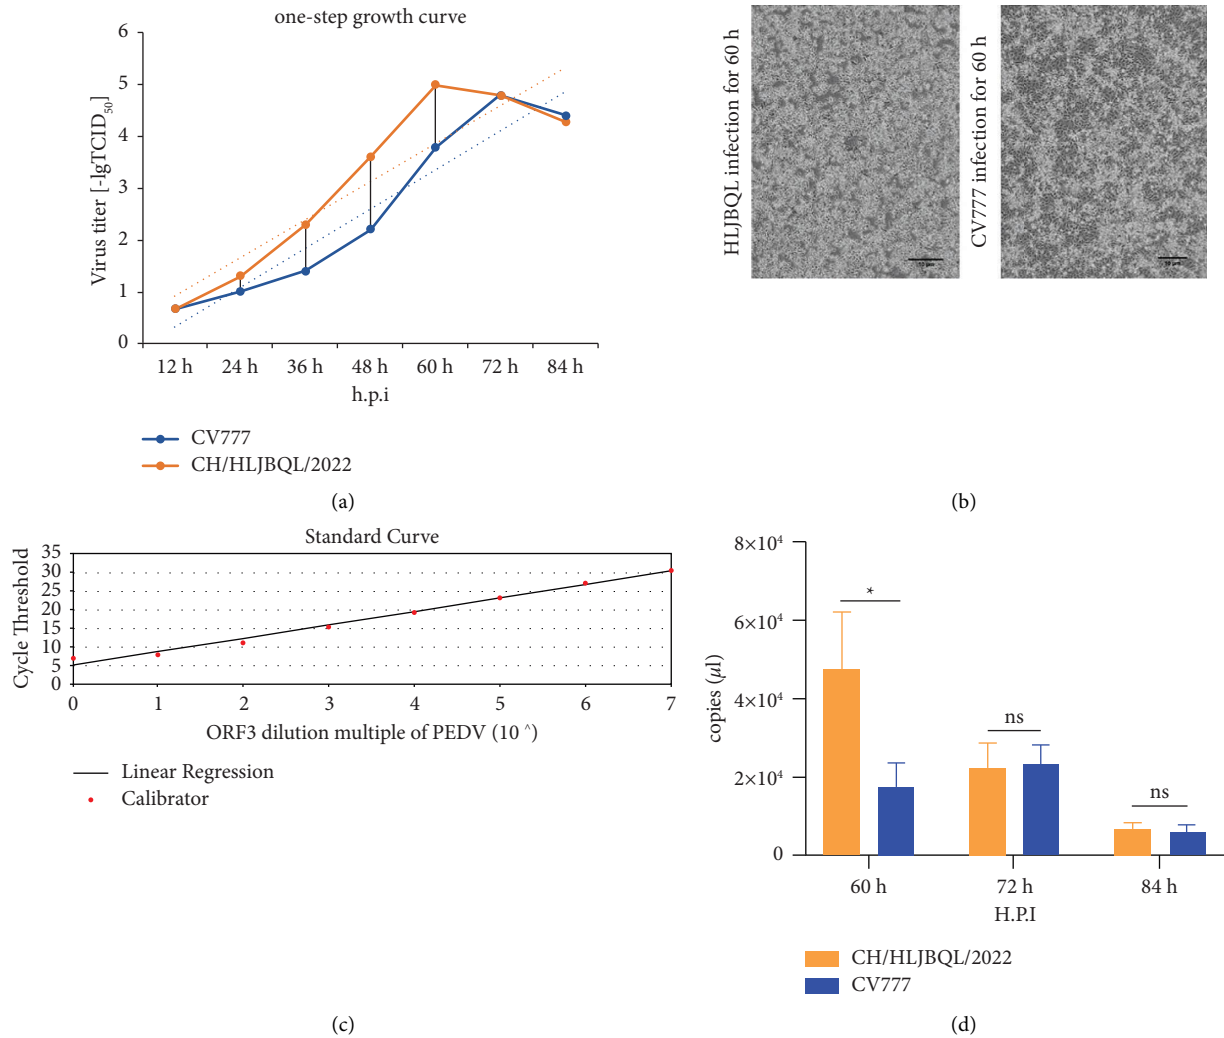 one-step growth curve
Virus titer [-lgTCID50]
6
5
4
3
2
1
0
12 h 24 h 36 h 48 h 60 h 72 h 84 h
h.p.i
CV777
CH/HLJBQL/2022
(a)
HLJBQL infection for 60 h
CV777 infection for 60 h
10 μm
(b)
Standard Curve
Cycle Threshold
35
30
25
20
15
10
5
0
0 1 2 3 4 5 6 7
ORF3 dilution multiple of PEDV (10 ^)
Linear Regression
Calibrator
(c)
copies (μl)
8×10⁴
6×10⁴
4×10⁴
2×10⁴
0
*
ns
ns
60 h 72 h 84 h
H.P.I
CH/HLJBQL/2022
CV777
(d)